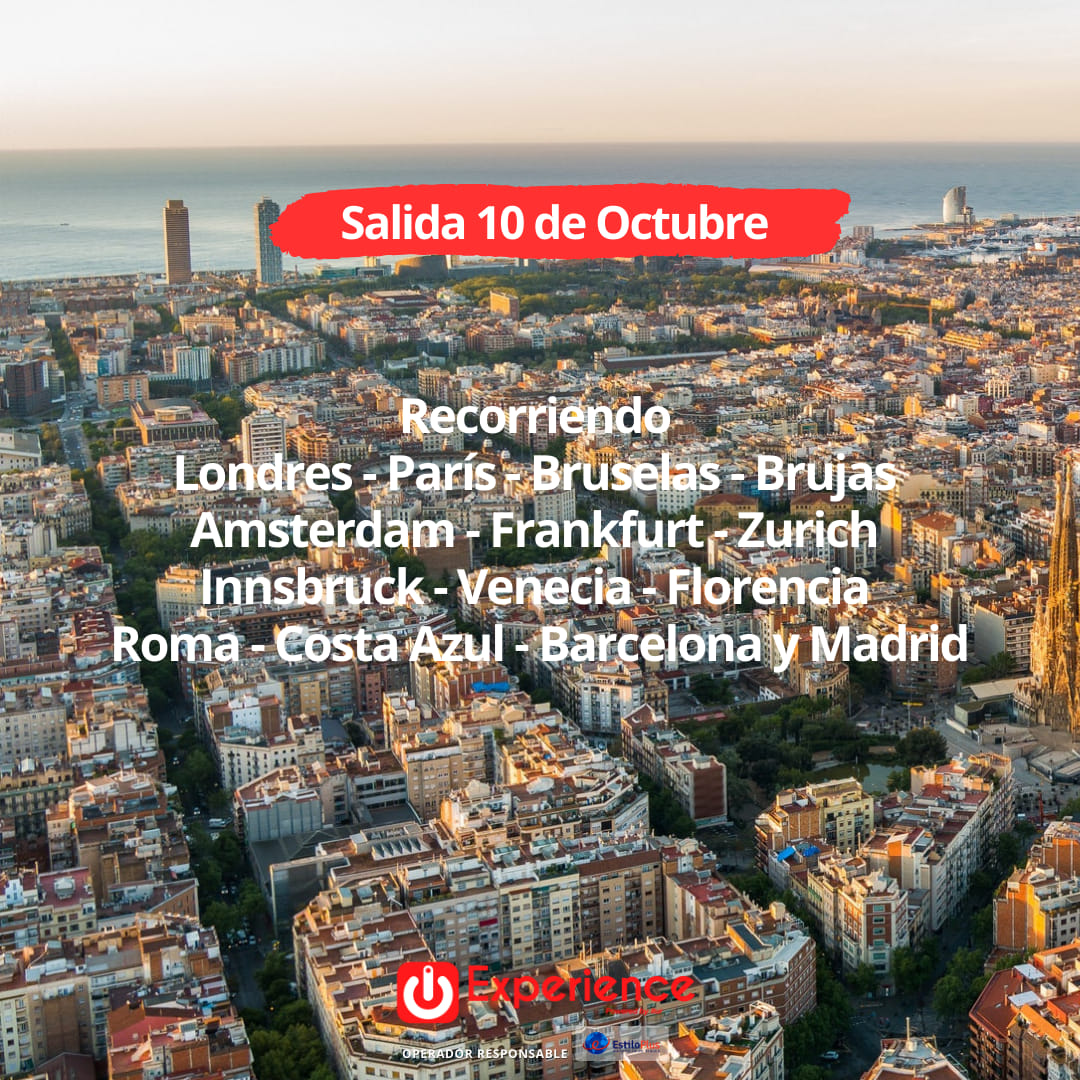 Salida 10 de Octubre
Recorriendo
Londres - París - Bruselas - Brujas
Amsterdam - Frankfurt - Zurich
Innsbruck - Venecia - Florencia
Roma - Costa Azul - Barcelona y Madrid
Experience
OPERADOR RESPONSABLE